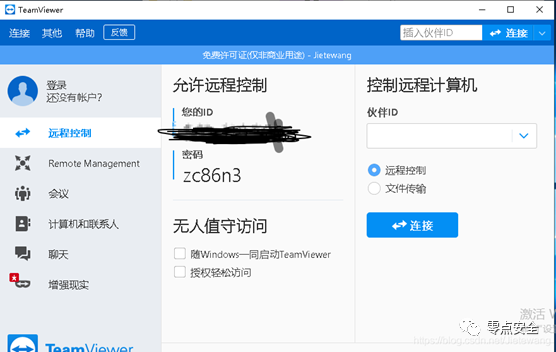 TeamViewer
连接 其他 帮助 反馈
插入伙伴ID 连接
免费许可证(仅非商业用途) - Jietewang
登录
还没有帐户?
远程控制
Remote Management
会议
计算机和联系人
聊天
增强现实
TeamViewer
允许远程控制
您的ID
密码
zc86n3
无人值守访问
随Windows一同启动TeamViewer
授权轻松访问
控制远程计算机
伙伴ID
远程控制
文件传输
连接
激活
零点安全
https://blog.csdn.net/Jietewang